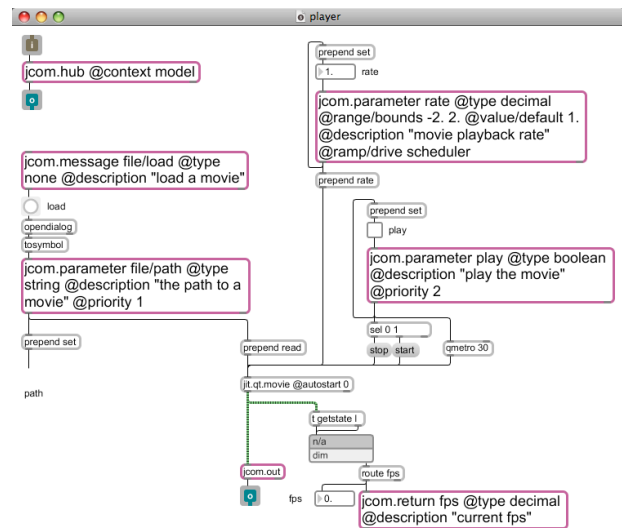 player
jcom.hub @context model
prepend set
1.
rate
jcom.parameter rate @type decimal
@range/bounds -2. 2. @value/default 1.
@description "movie playback rate"
@ramp/drive scheduler
prepend rate
jcom.message file/load @type
none @description "load a movie"
load
opendialog
tosymbol
jcom.parameter file/path @type
string @description "the path to a
movie" @priority 1
prepend set
path
prepend set
play
jcom.parameter play @type boolean
@description "play the movie"
@priority 2
sel 0 1
stop start
qmetro 30
prepend read
jit.qt.movie @autostart 0
t getstate l
n/a
dim
jcom.out
route fps
fps
0.
jcom.return fps @type decimal
@description "current fps"